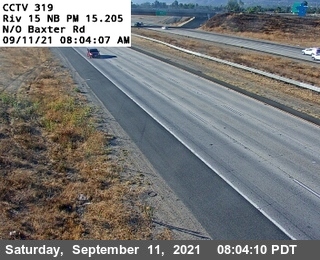 CCTV 319
Riv 15 NB PM 15.205
N/O Baxter Rd
09/11/21 08:04:07 AM
Saturday, September 11, 2021 08:04:10 PDT